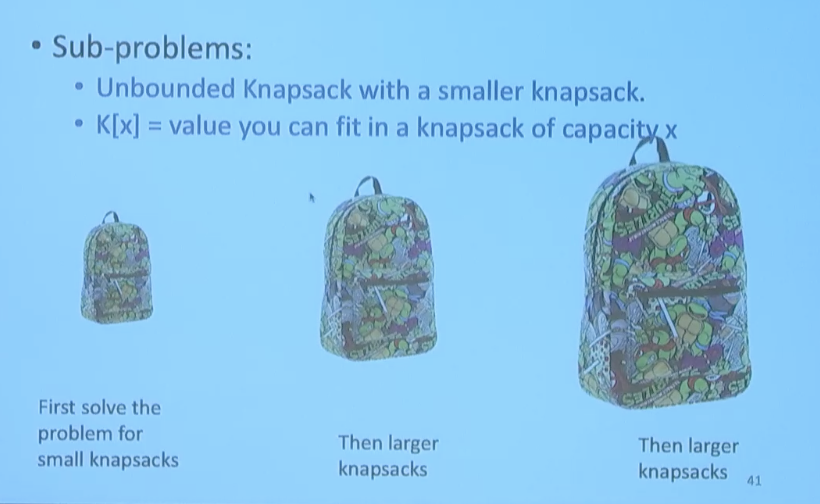 • Sub-problems:
• Unbounded Knapsack with a smaller knapsack.
• K[x] = value you can fit in a knapsack of capacity x
TURTLES
First solve the
problem for
small knapsacks
Then larger
knapsacks
Then larger
knapsacks
41